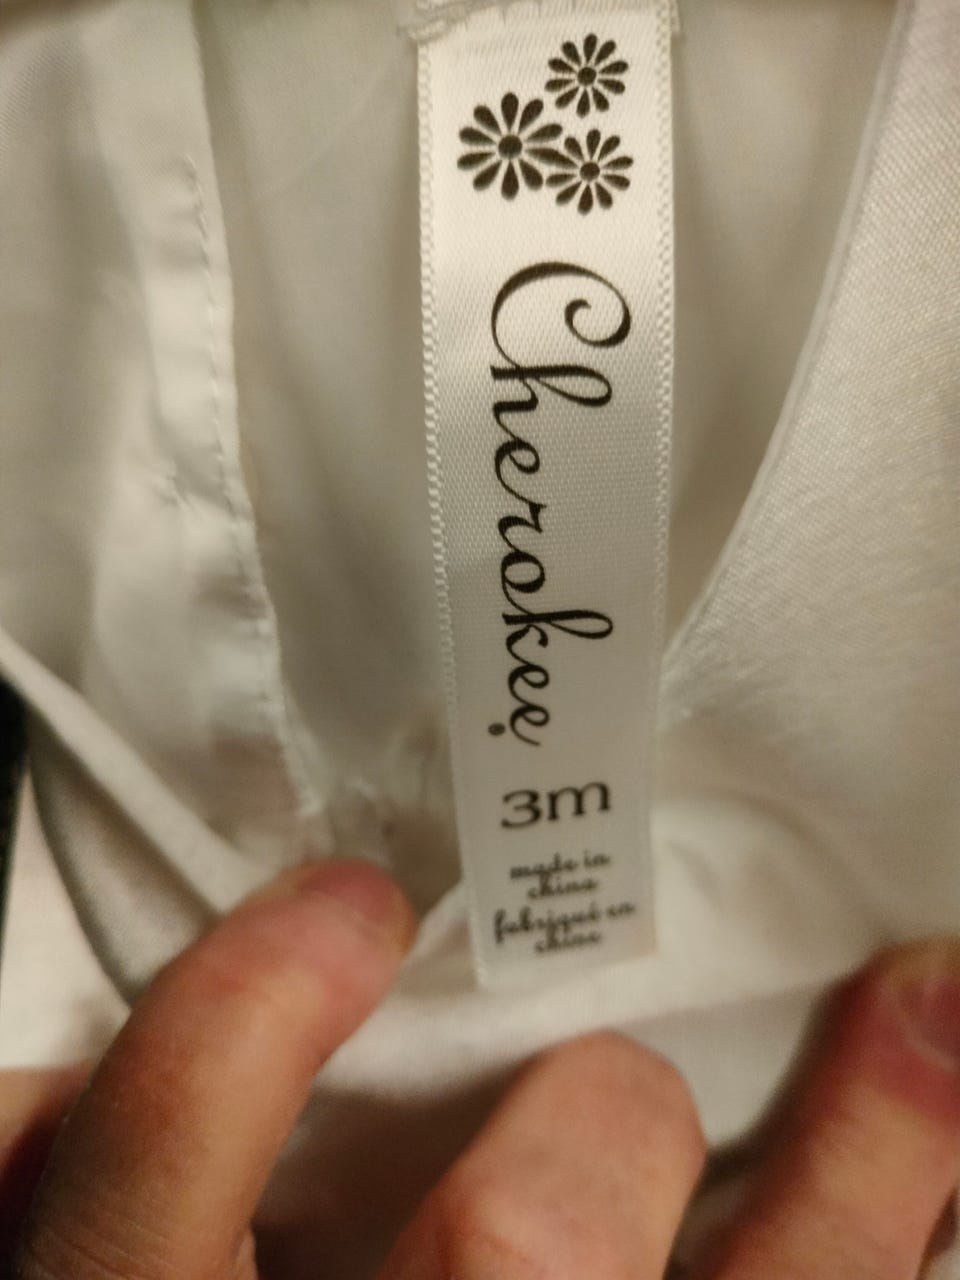 Cherokee.
3m
made in
china
fabriqué en
chine